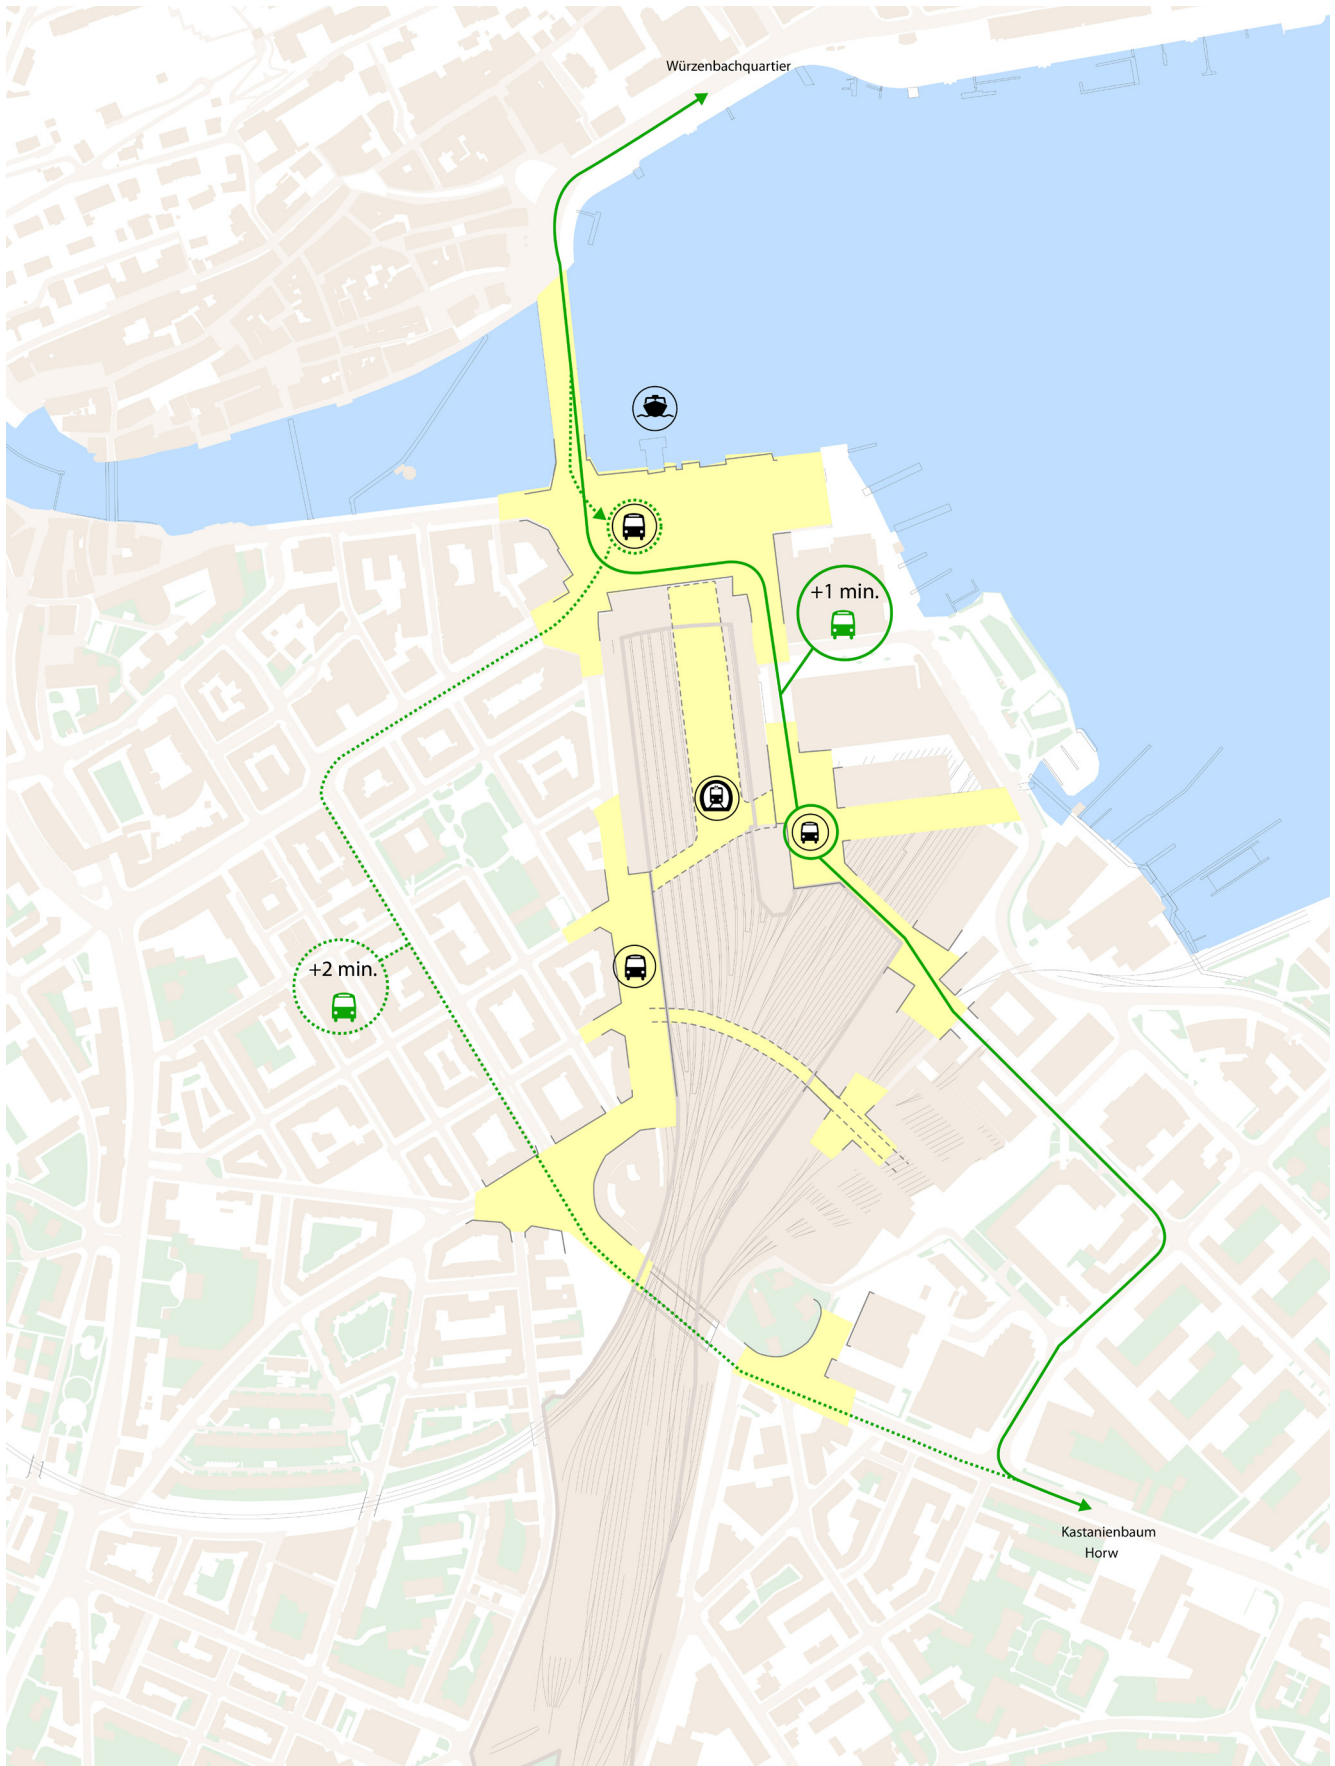 Würzenbachquartier
+1 min.
+2 min.
Kastanienbaum
Horw